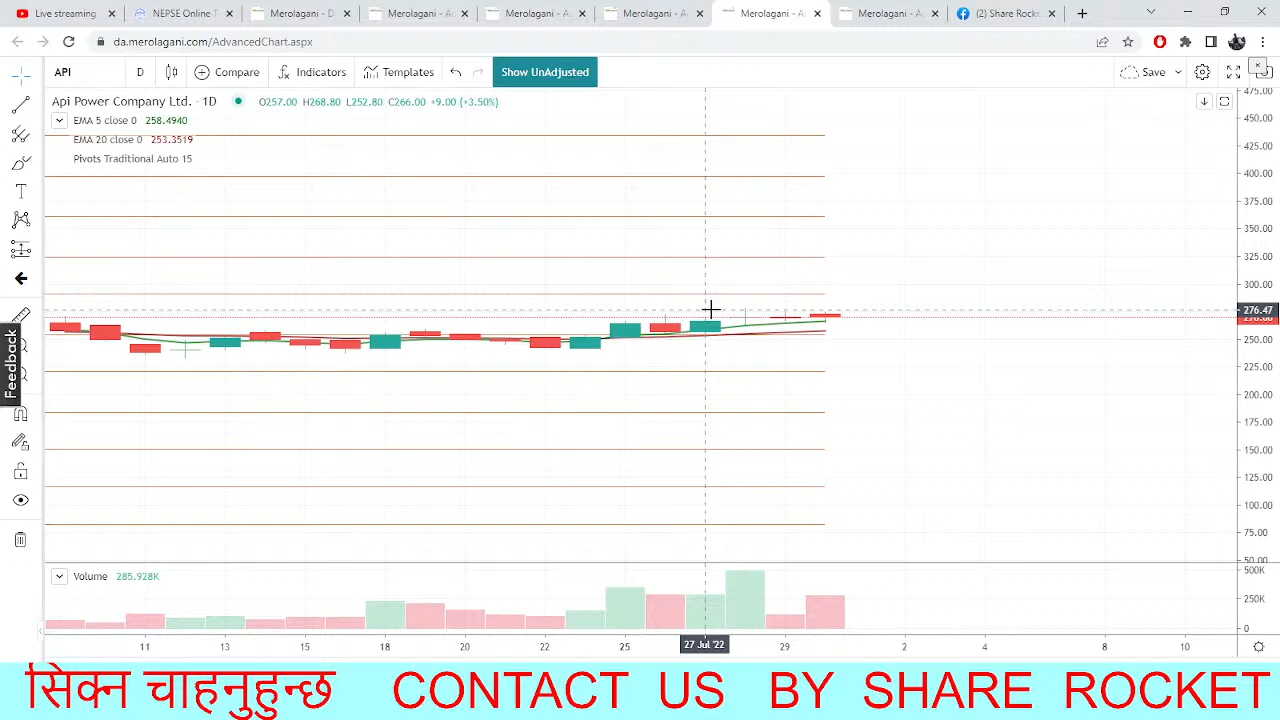 Live streaming
NEPSE Online T
Merolagani - D
Merolagani - A
Merolagani - A
Merolagani - A
Merolagani - A
Merolagani - A
(2) Share Rocke
da.merolagani.com/AdvancedChart.aspx
API D Compare Indicators Templates Show UnAdjusted Save
Api Power Company Ltd. · 1D O257.00 H268.80 L252.80 C266.00 +9.00 (+3.50%)
EMA 5 close 0 258.4940
EMA 20 close 0 253.3519
Pivots Traditional Auto 15
475.00
450.00
425.00
400.00
375.00
350.00
325.00
300.00
276.47
250.00
225.00
200.00
175.00
150.00
125.00
100.00
75.00
50.00
Feedback
Volume 285.928K
500K
250K
0
11 13 15 18 20 22 25 27 Jul '22 29 2 4 8 10
सिक्न चाहनुहुन्छ CONTACT US BY SHARE ROCKET